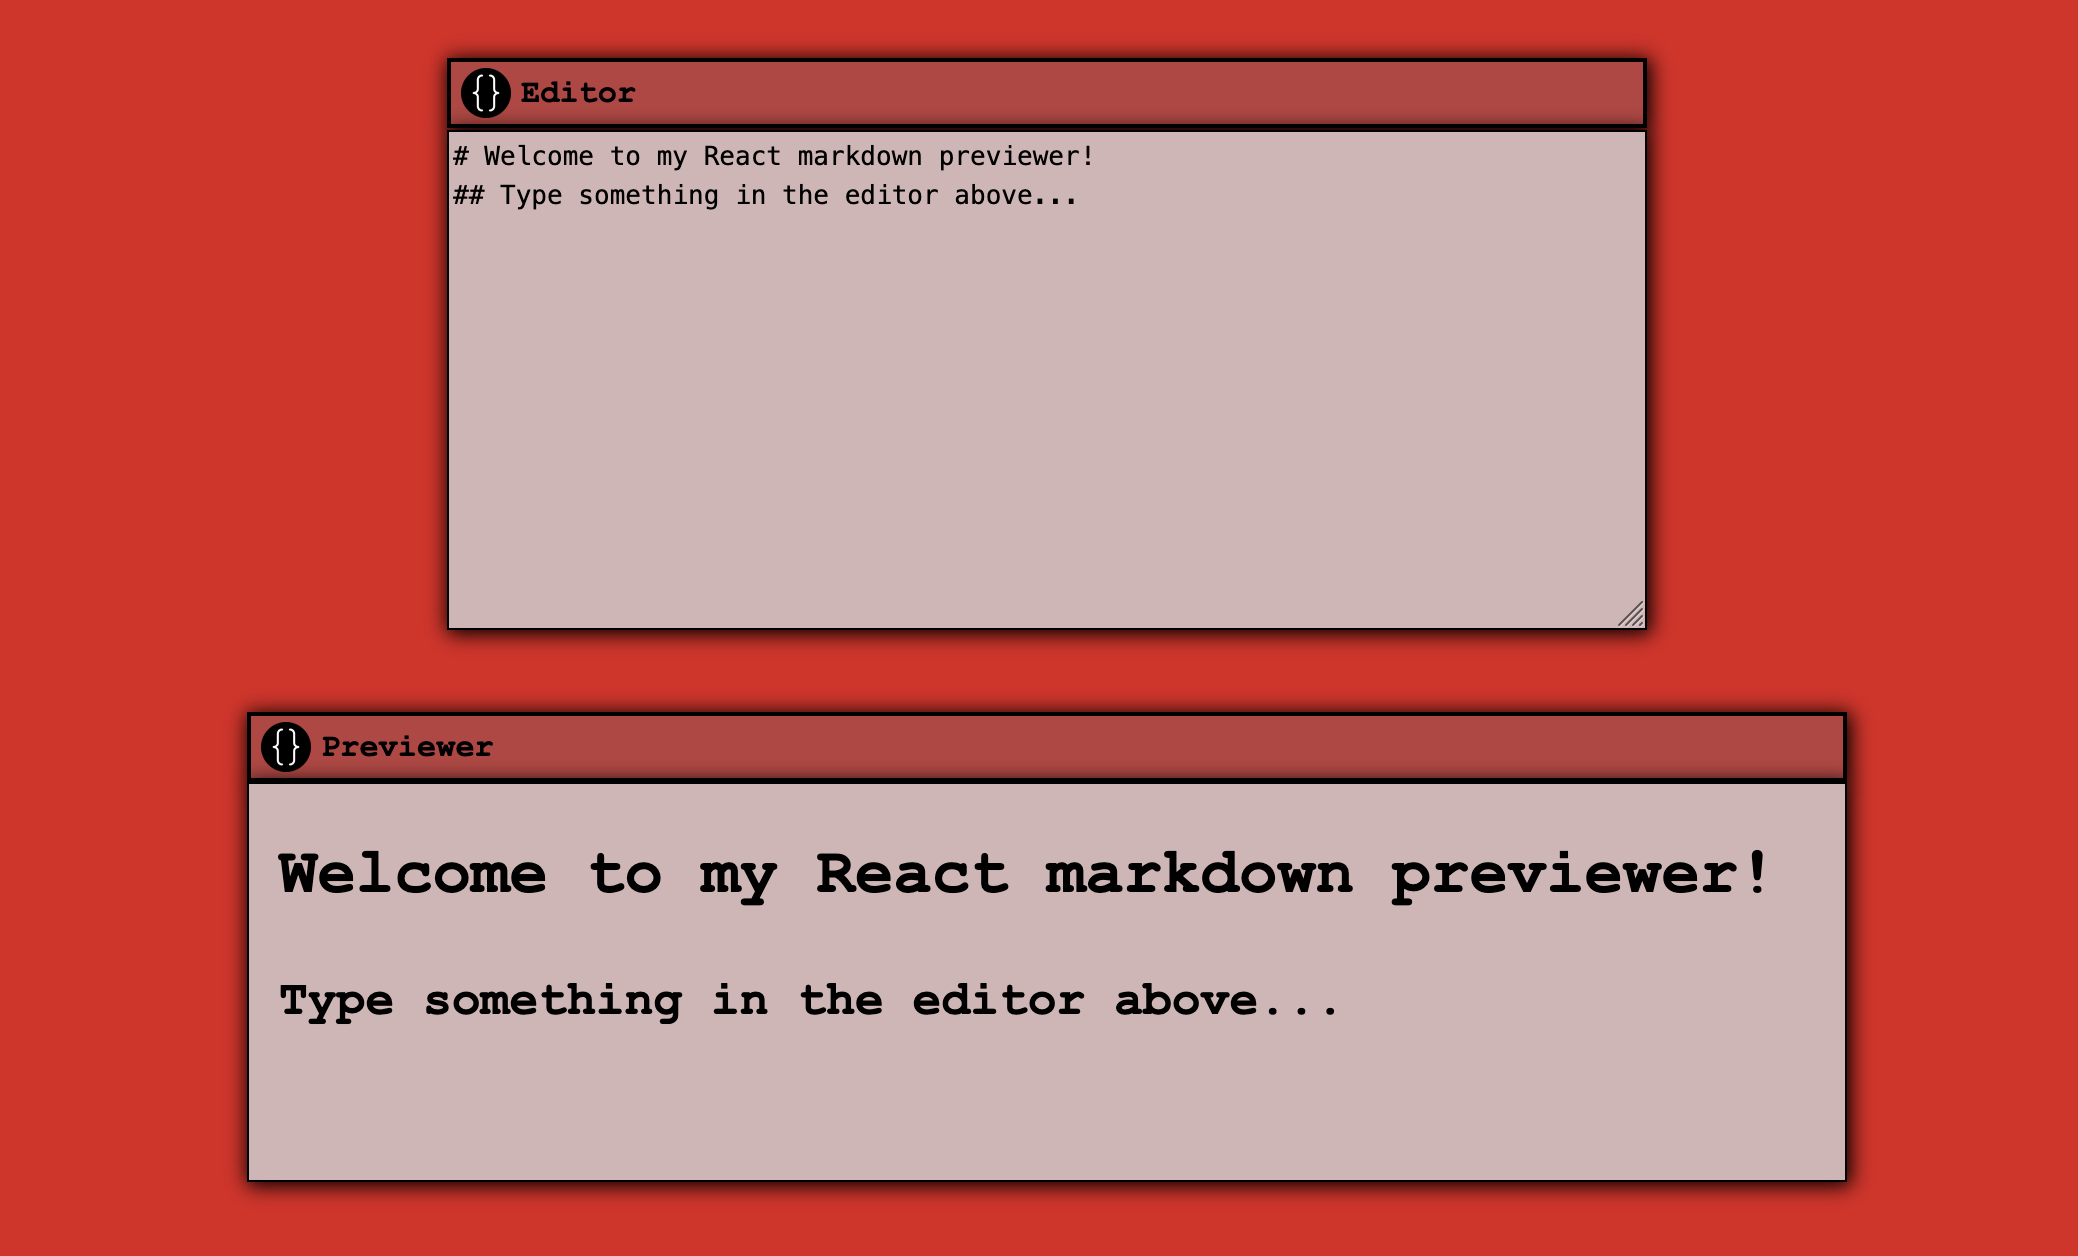 {} Editor
# Welcome to my React markdown previewer!
## Type something in the editor above...
{} Previewer
Welcome to my React markdown previewer!
Type something in the editor above...